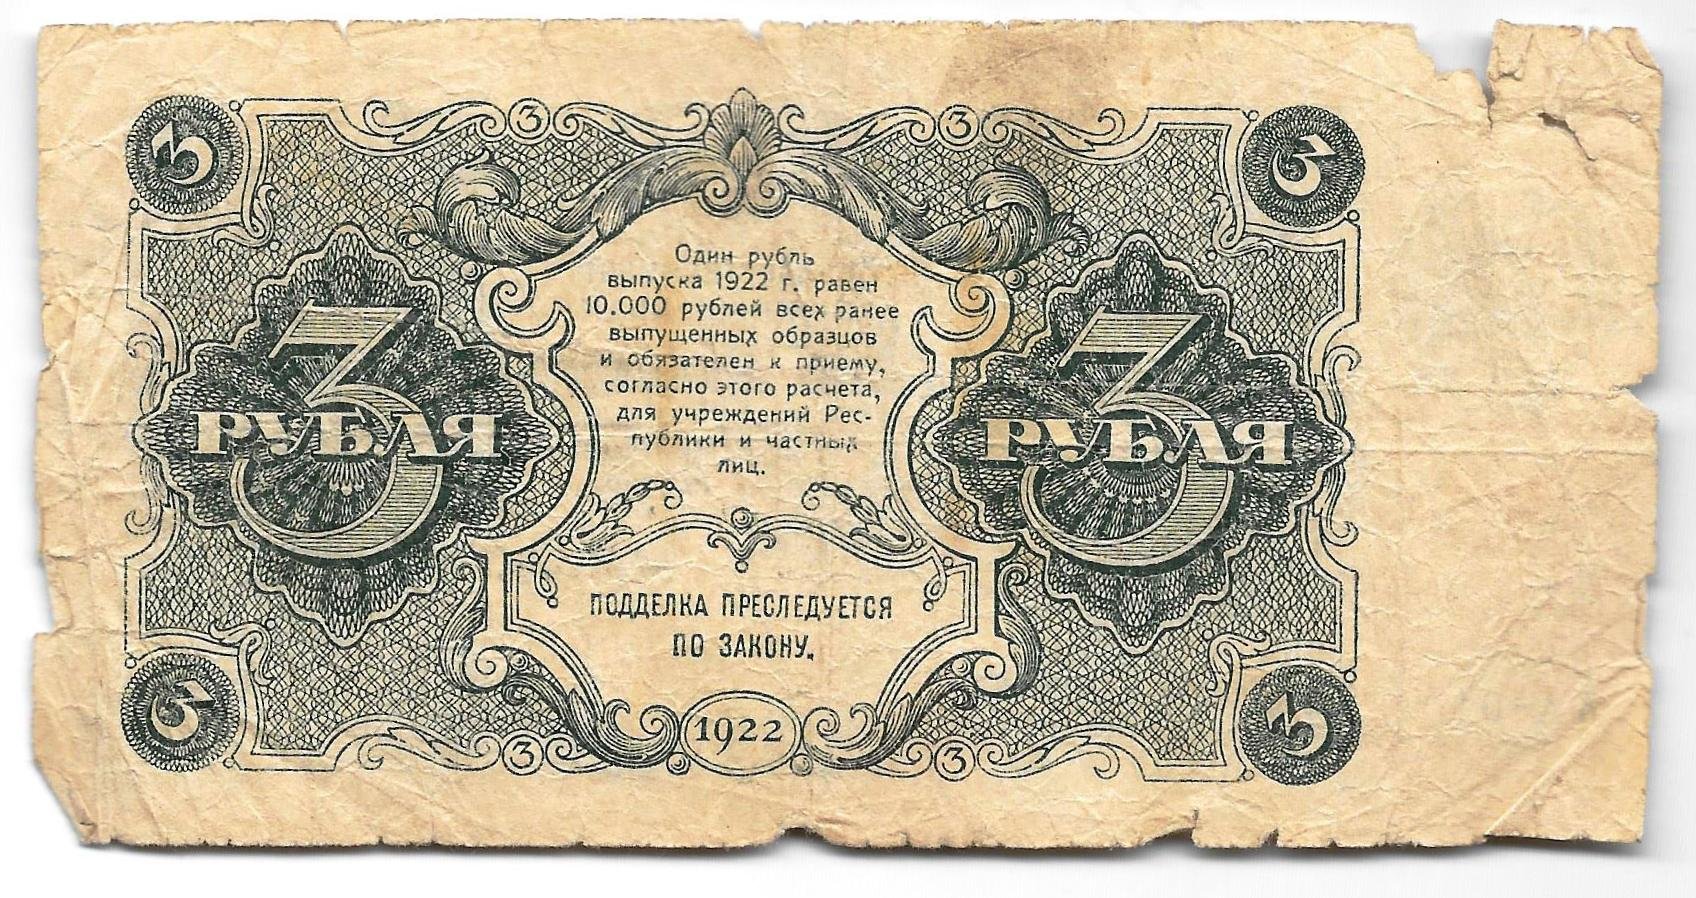 3 3 3 3
Один рубль
выпуска 1922 г. равен
10.000 рублей всех ранее
выпущенных образцов
и обязателен к приему,
согласно этого расчета,
для учреждений Рес-
публики и частных
лиц.
3 3
РУБЛЯ РУБЛЯ
ПОДДЕЛКА ПРЕСЛЕДУЕТСЯ
ПО ЗАКОНУ.
3 3 1922 3 3